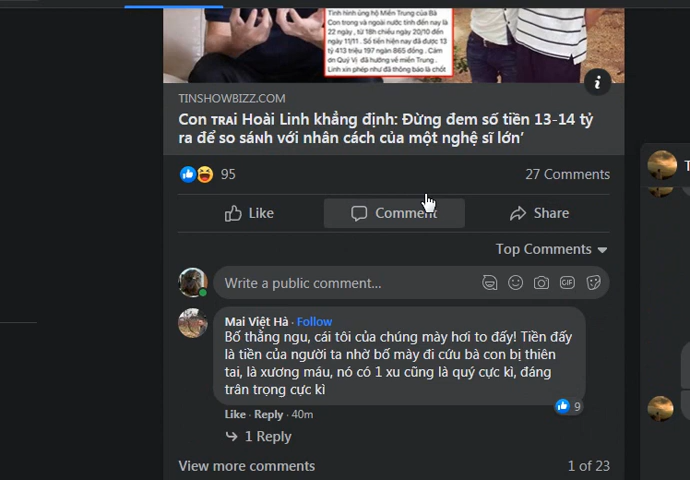 Tình hình ủng hộ Miền Trung của Bà
Con trong và ngoài nước tính đến nay là
22 ngày , từ 18h chiều ngày 20/10 đến
ngày 11/11 . Số tiền hiện nay đã được 13
tỷ 413 triệu 197 ngàn 865 đồng . Cám
ơn Quý Vị đã hướng về miền Trung .
Linh xin phép như đã thông báo là chốt
TINSHOWBIZZ.COM
Con ᴛʀᴀi Hoài Linh khẳng định: Đừng đem số tiền 13-14 tỷ
ra để so sáɴh với nhân cách của một nghệ sĩ lớn’
95
27 Comments
Like
Comment
Share
Top Comments
Write a public comment...
GIF
Mai Việt Hà · Follow
Bố thằng ngu, cái tôi của chúng mày hơi to đấy! Tiền đấy
là tiền của người ta nhờ bố mày đi cứu bà con bị thiên
tai, là xương máu, nó có 1 xu cũng là quý cực kì, đáng
trân trọng cực kì
9
Like · Reply · 40m
1 Reply
View more comments
1 of 23